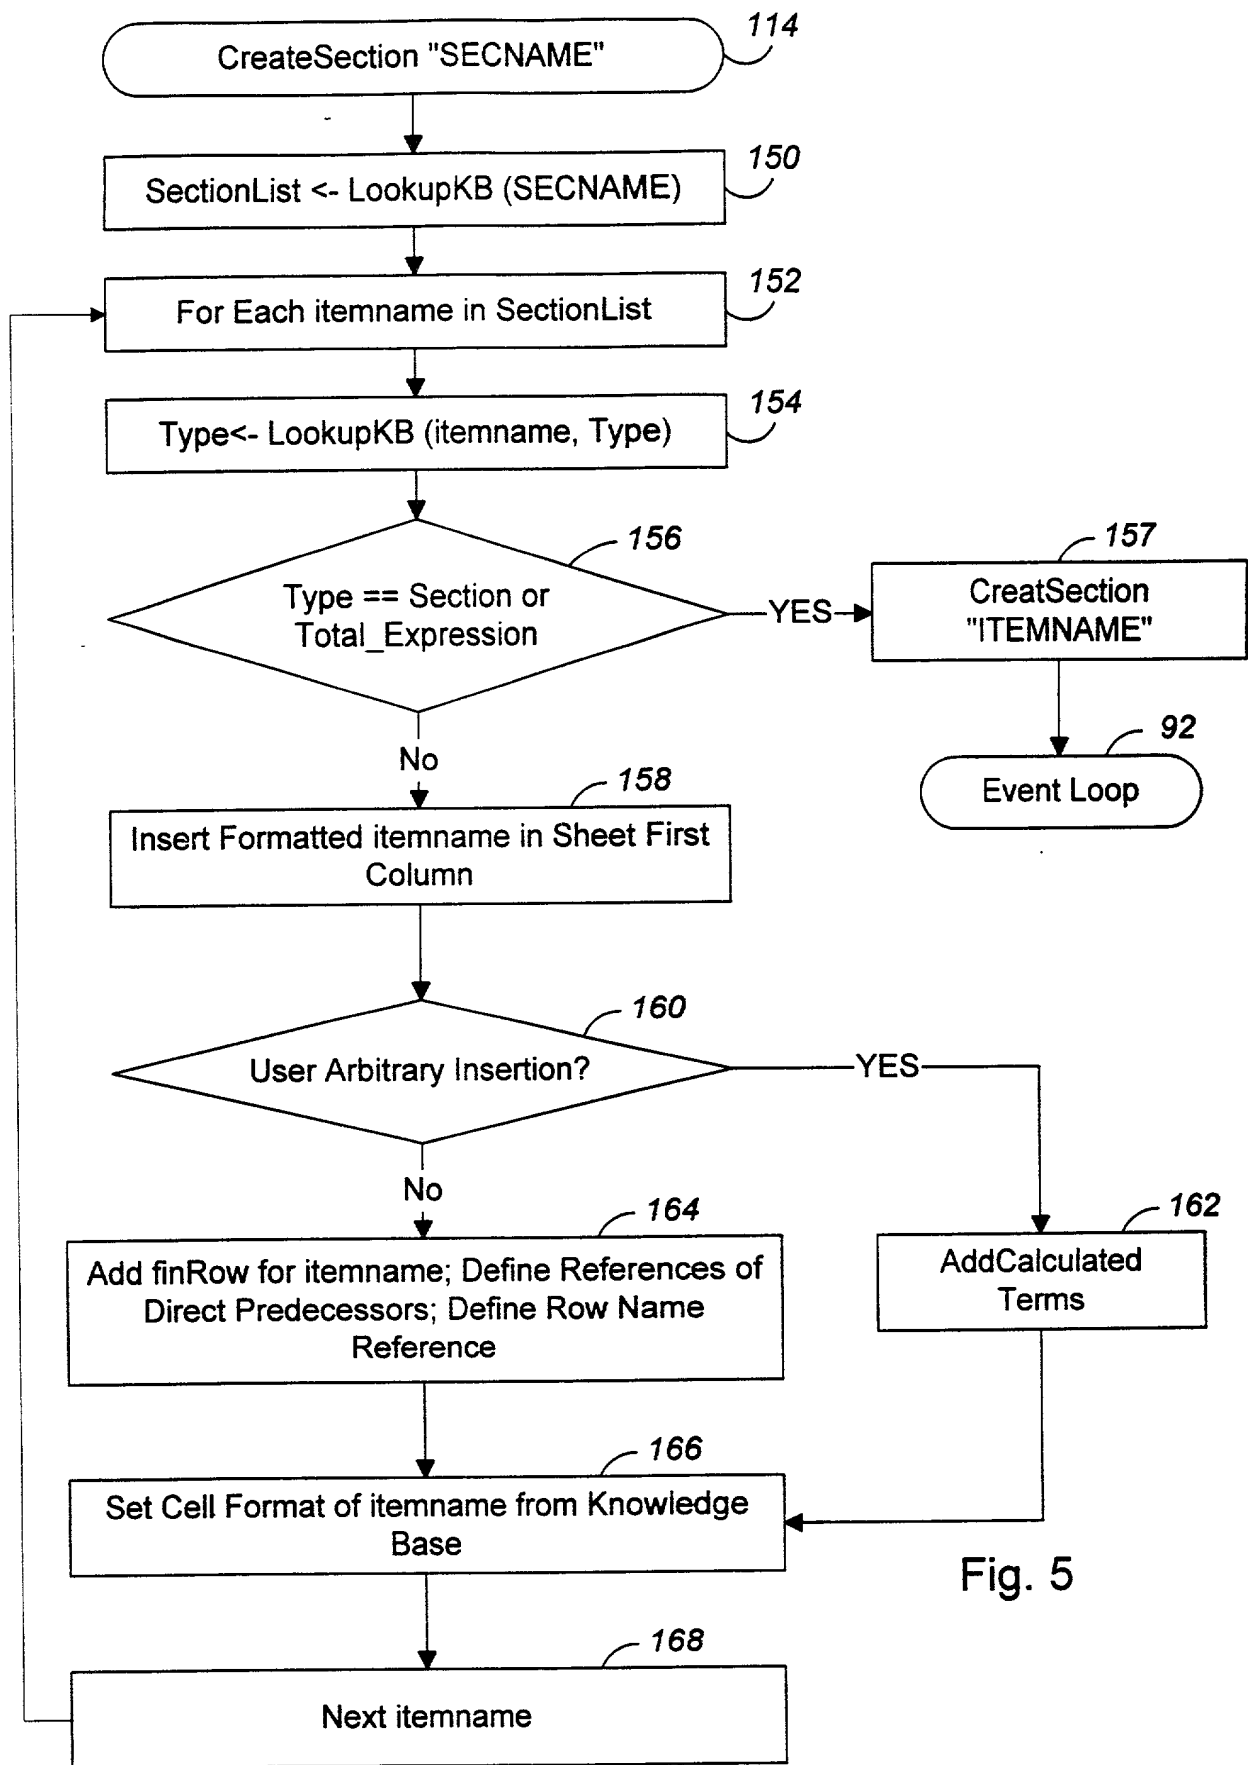 114
CreateSection "SECNAME"
150
SectionList <- LookupKB (SECNAME)
152
For Each itemname in SectionList
154
Type<- LookupKB (itemname, Type)
156
Type == Section or
Total_Expression
YES
157
CreatSection
"ITEMNAME"
92
Event Loop
No
158
Insert Formatted itemname in Sheet First
Column
160
User Arbitrary Insertion?
YES
No
162
AddCalculated
Terms
164
Add finRow for itemname; Define References of
Direct Predecessors; Define Row Name
Reference
166
Set Cell Format of itemname from Knowledge
Base
Fig. 5
168
Next itemname